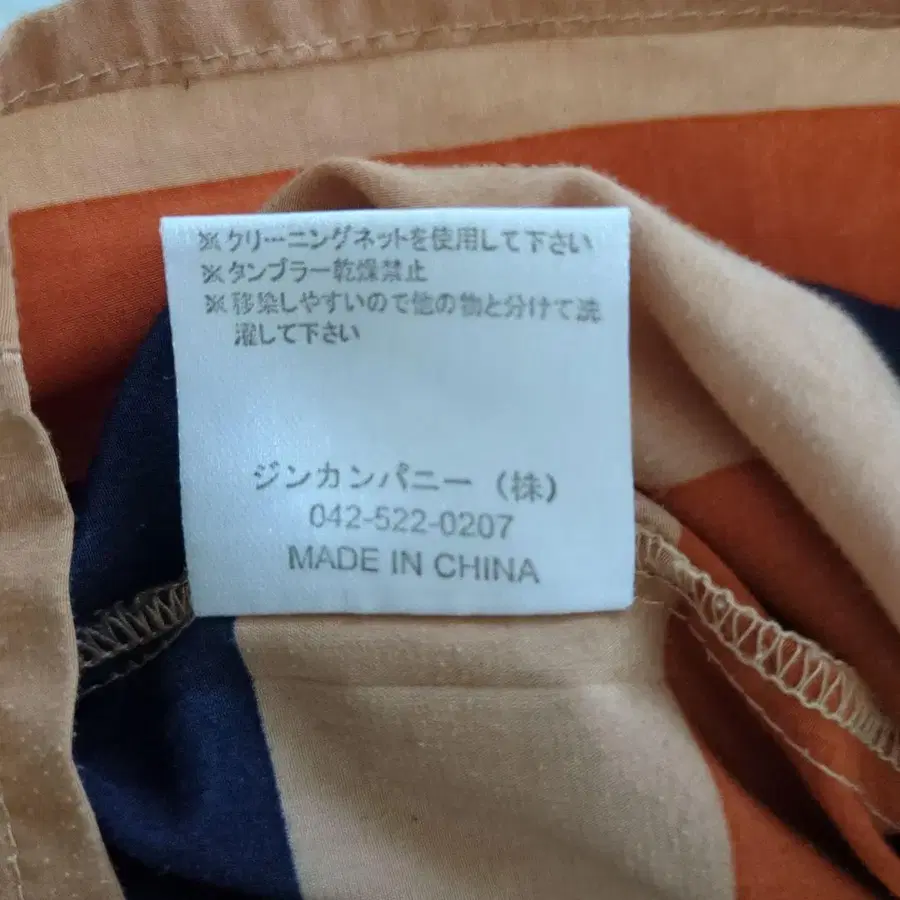 ※クリーニングネットを使用して下さい
※タンブラー乾燥禁止
※移染しやすいので他の物と分けて洗
濯して下さい
ジンカンパニー（株）
042-522-0207
MADE IN CHINA